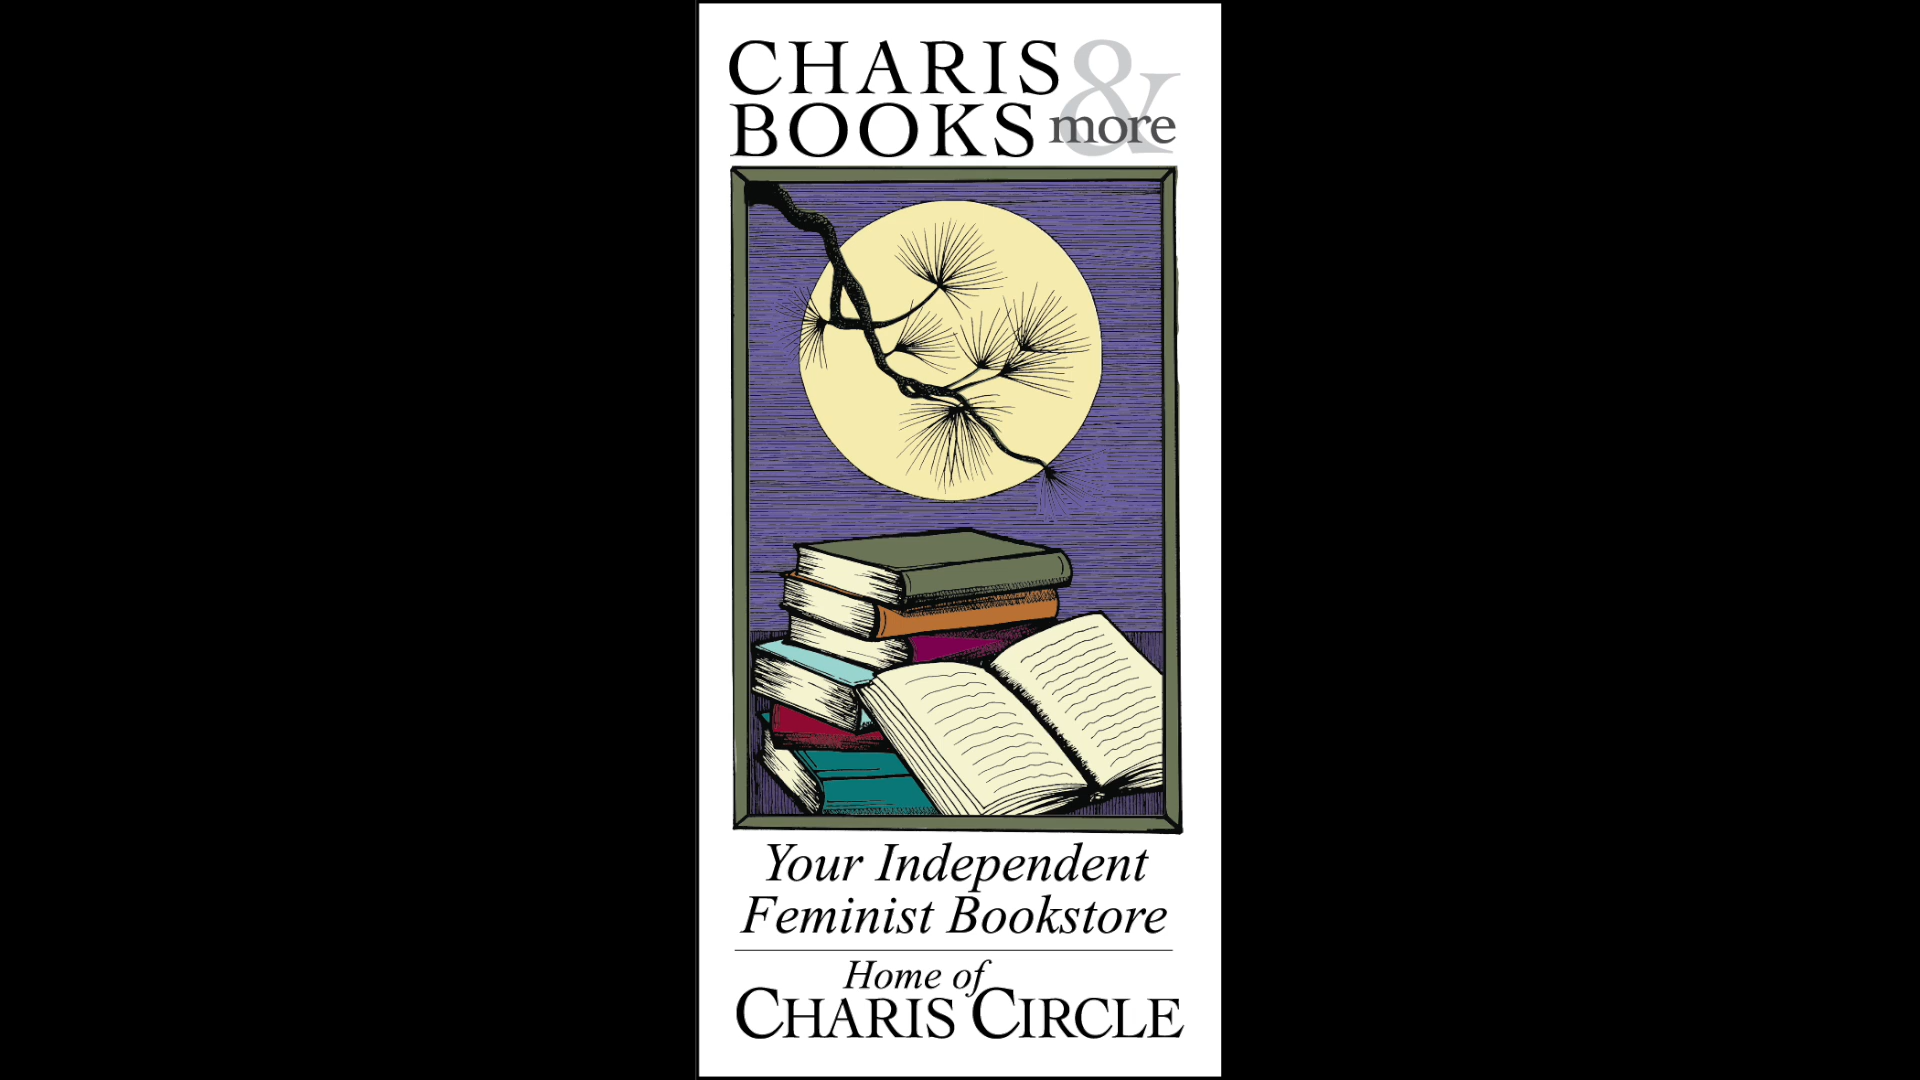 CHARIS &
BOOKS more
Your Independent
Feminist Bookstore
Home of
CHARIS CIRCLE